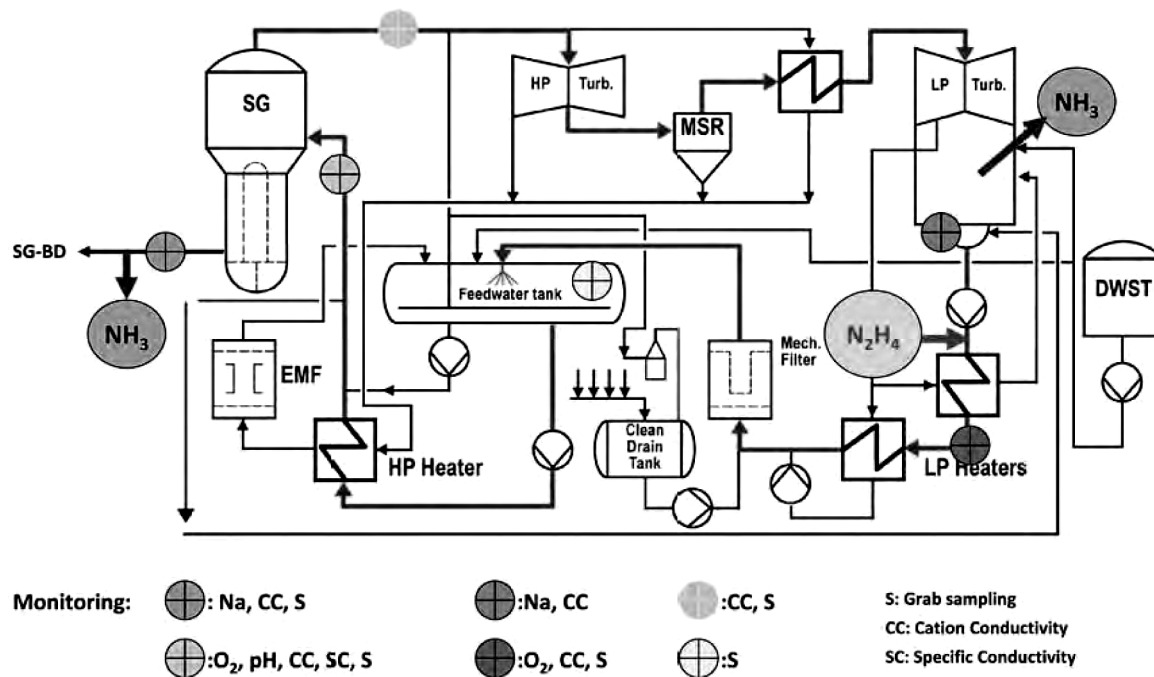 SG
HP Turb.
LP Turb.
NH3
MSR
SG-BD
Feedwater tank
DWST
NH3
N2H4
EMF
Mech.
Filter
Clean
Drain
Tank
HP Heater
LP Heaters
Monitoring: : Na, CC, S :Na, CC :CC, S S: Grab sampling
CC: Cation Conductivity
:O2, pH, CC, SC, S :O2, CC, S :S SC: Specific Conductivity